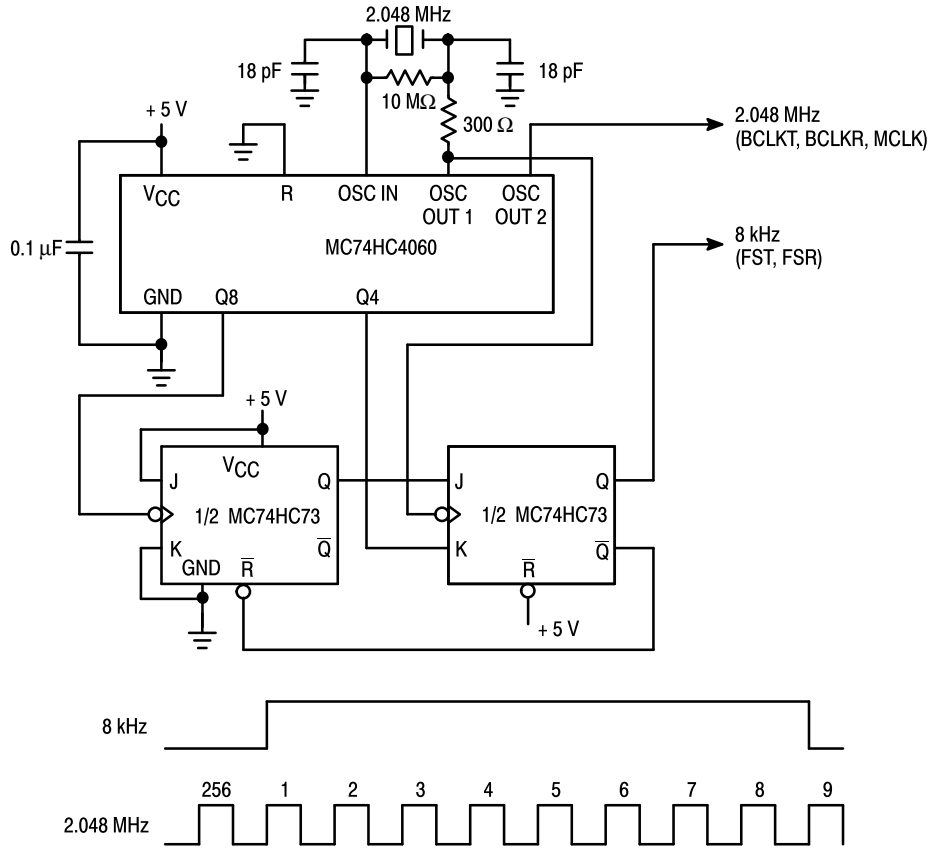 2.048 MHz
18 pF
18 pF
10 MΩ
300 Ω
+ 5 V
2.048 MHz
(BCLKT, BCLKR, MCLK)
VCC
R
OSC IN
OSC
OUT 1
OSC
OUT 2
0.1 µF
MC74HC4060
8 kHz
(FST, FSR)
GND
Q8
Q4
+ 5 V
VCC
J
Q
1/2 MC74HC73
K
Q̅
GND
R̅
J
Q
1/2 MC74HC73
K
Q̅
R̅
+ 5 V
8 kHz
256 1 2 3 4 5 6 7 8 9
2.048 MHz